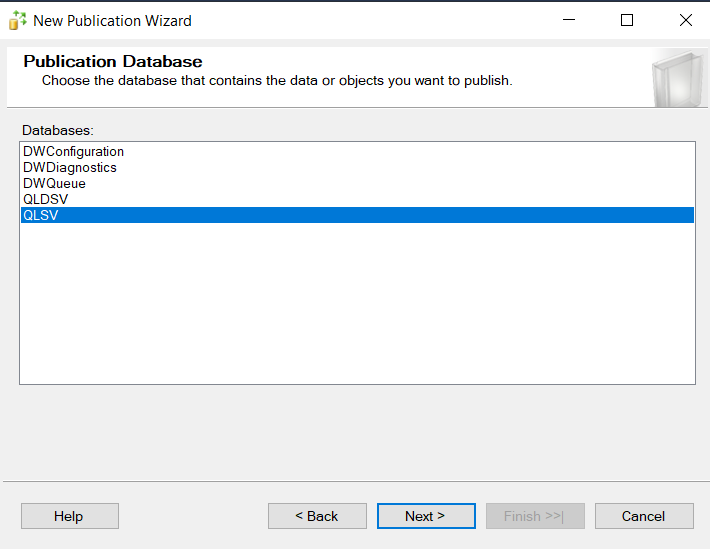 New Publication Wizard
Publication Database
Choose the database that contains the data or objects you want to publish.
Databases:
DWConfiguration
DWDiagnostics
DWQueue
QLDSV
QLSV
Help
< Back
Next >
Finish >>|
Cancel